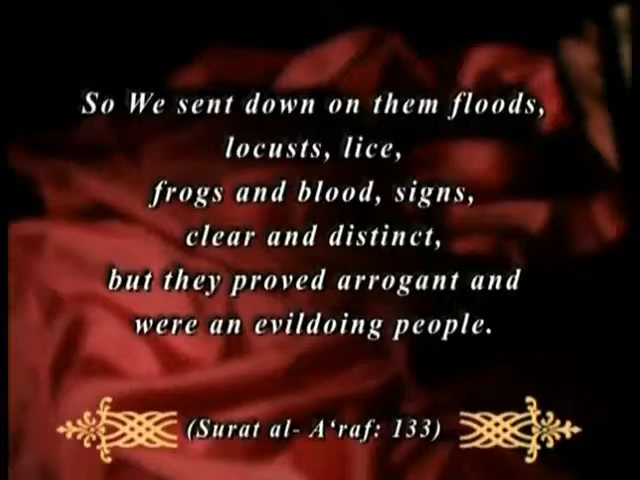 So We sent down on them floods,
locusts, lice,
frogs and blood, signs,
clear and distinct,
but they proved arrogant and
were an evildoing people.
(Surat al- A‘raf: 133)